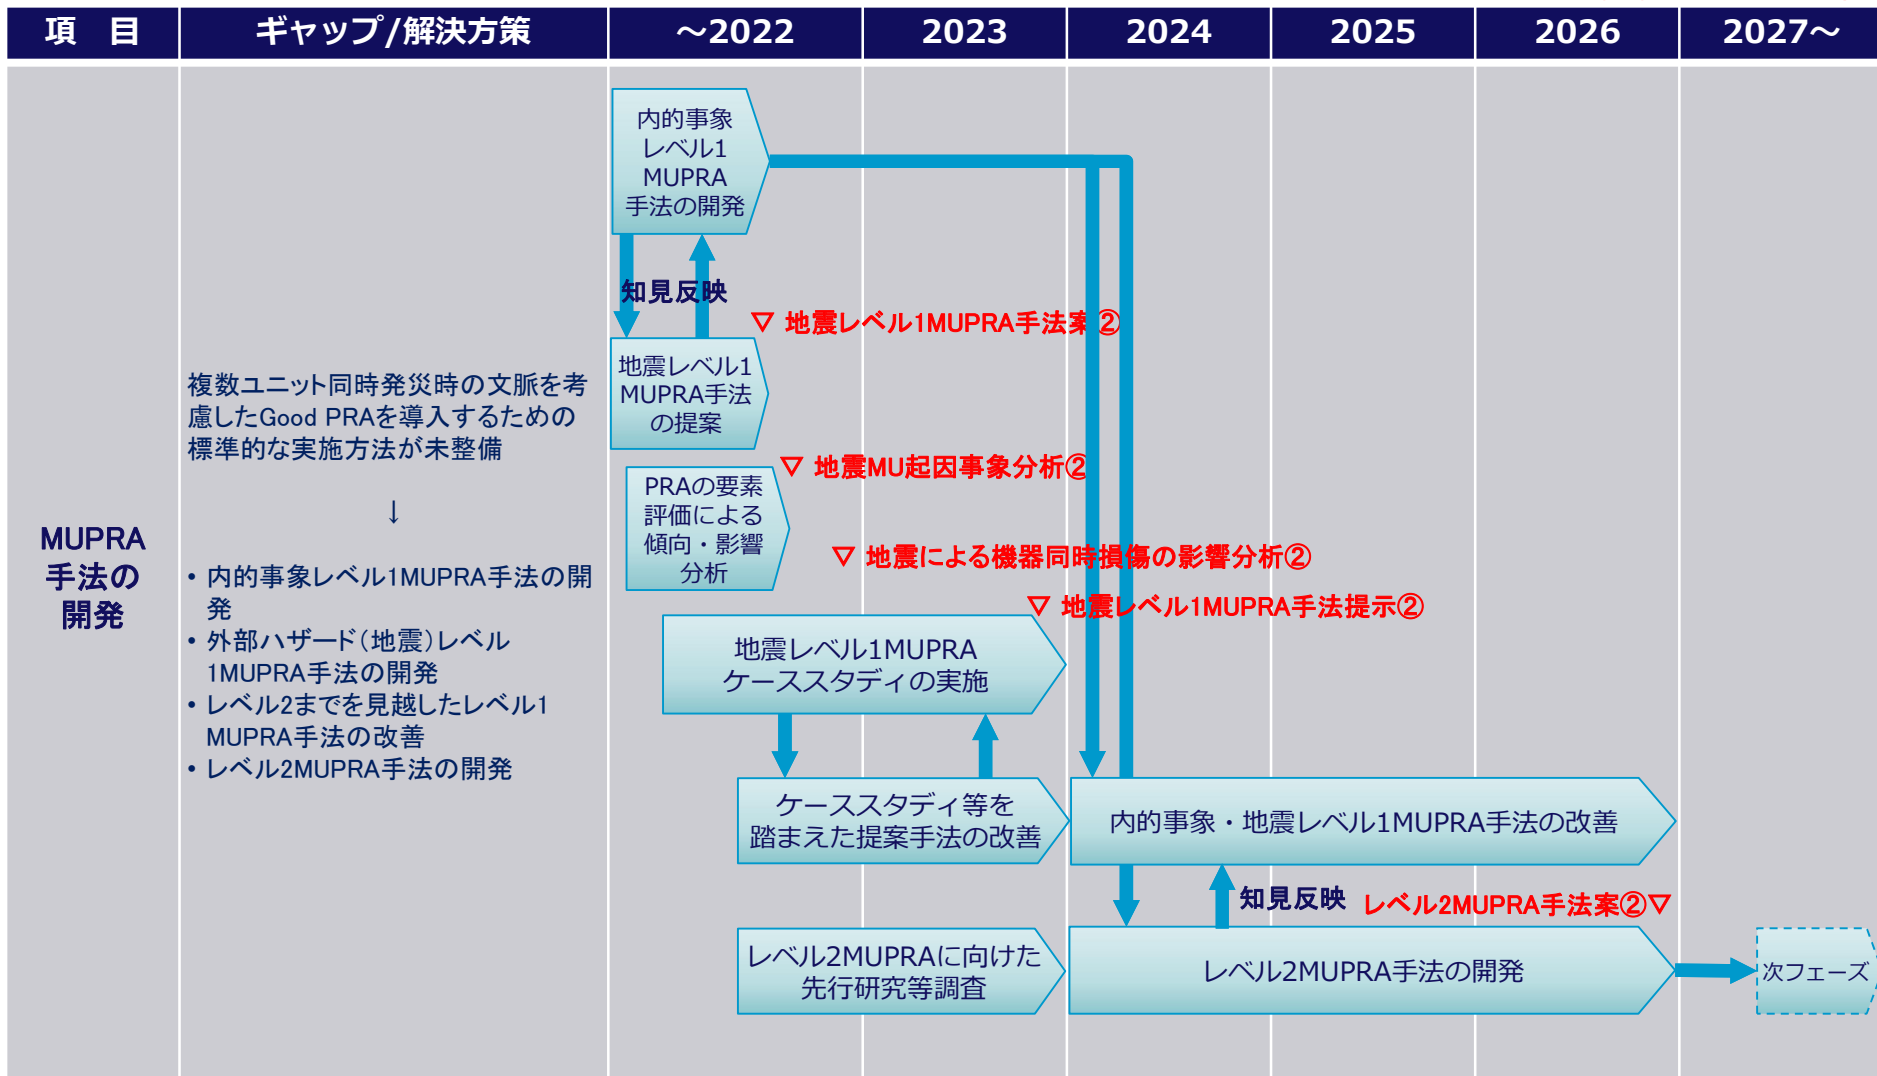 項　目
ギャップ/解決方策
～2022
2023
2024
2025
2026
2027～
MUPRA
手法の
開発
複数ユニット同時発災時の文脈を考
慮したGood PRAを導入するための
標準的な実施方法が未整備
↓
• 内的事象レベル1MUPRA手法の開
発
• 外部ハザード（地震）レベル
1MUPRA手法の開発
• レベル2までを見越したレベル1
MUPRA手法の改善
• レベル2MUPRA手法の開発
内的事象
レベル1
MUPRA
手法の開発
知見反映
▽ 地震レベル1MUPRA手法案②
地震レベル1
MUPRA手法
の提案
▽ 地震MU起因事象分析②
PRAの要素
評価による
傾向・影響
分析
▽ 地震による機器同時損傷の影響分析②
▽ 地震レベル1MUPRA手法提示②
地震レベル1MUPRA
ケーススタディの実施
ケーススタディ等を
踏まえた提案手法の改善
内的事象・地震レベル1MUPRA手法の改善
知見反映
レベル2MUPRA手法案②▽
レベル2MUPRAに向けた
先行研究等調査
レベル2MUPRA手法の開発
次フェーズ